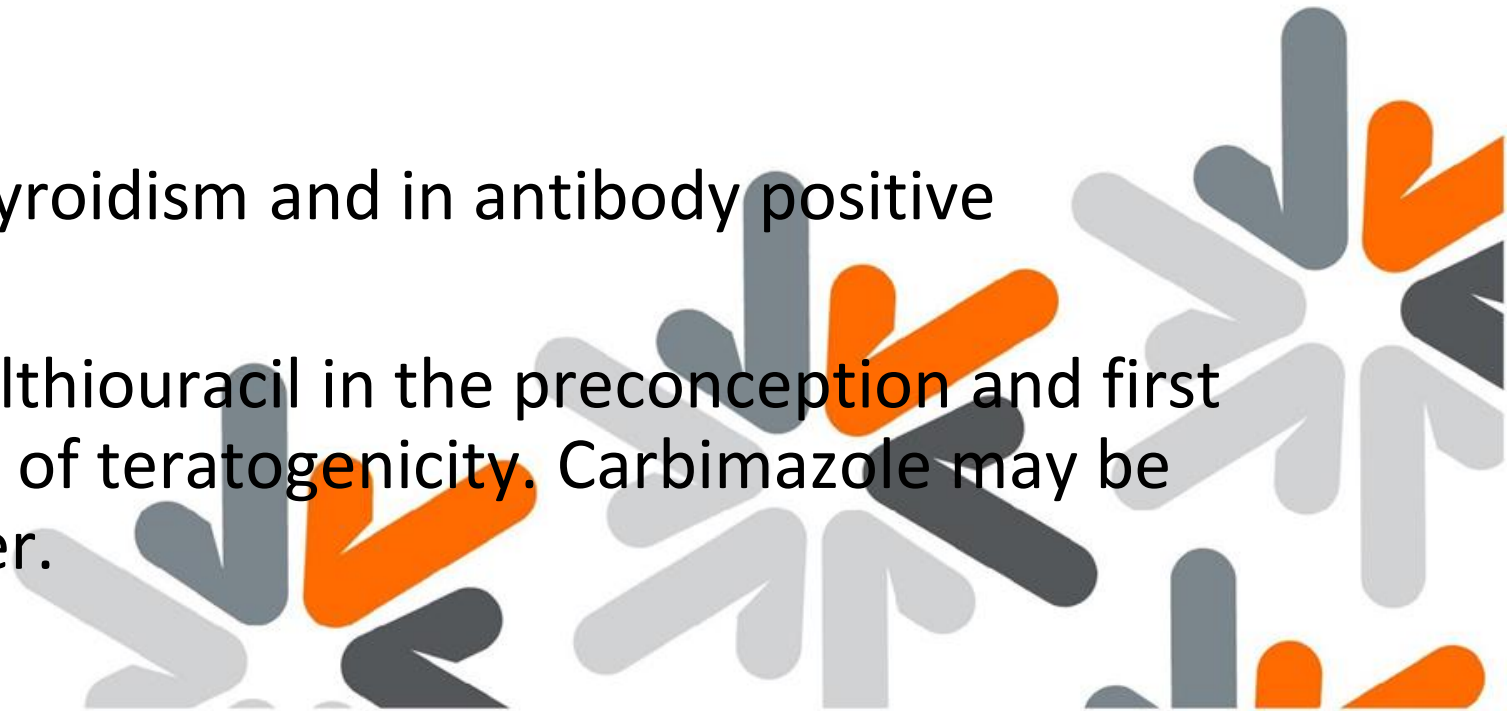 yroidism and in antibody positive
lthiouracil in the preconception and first
of teratogenicity. Carbimazole may be
er.